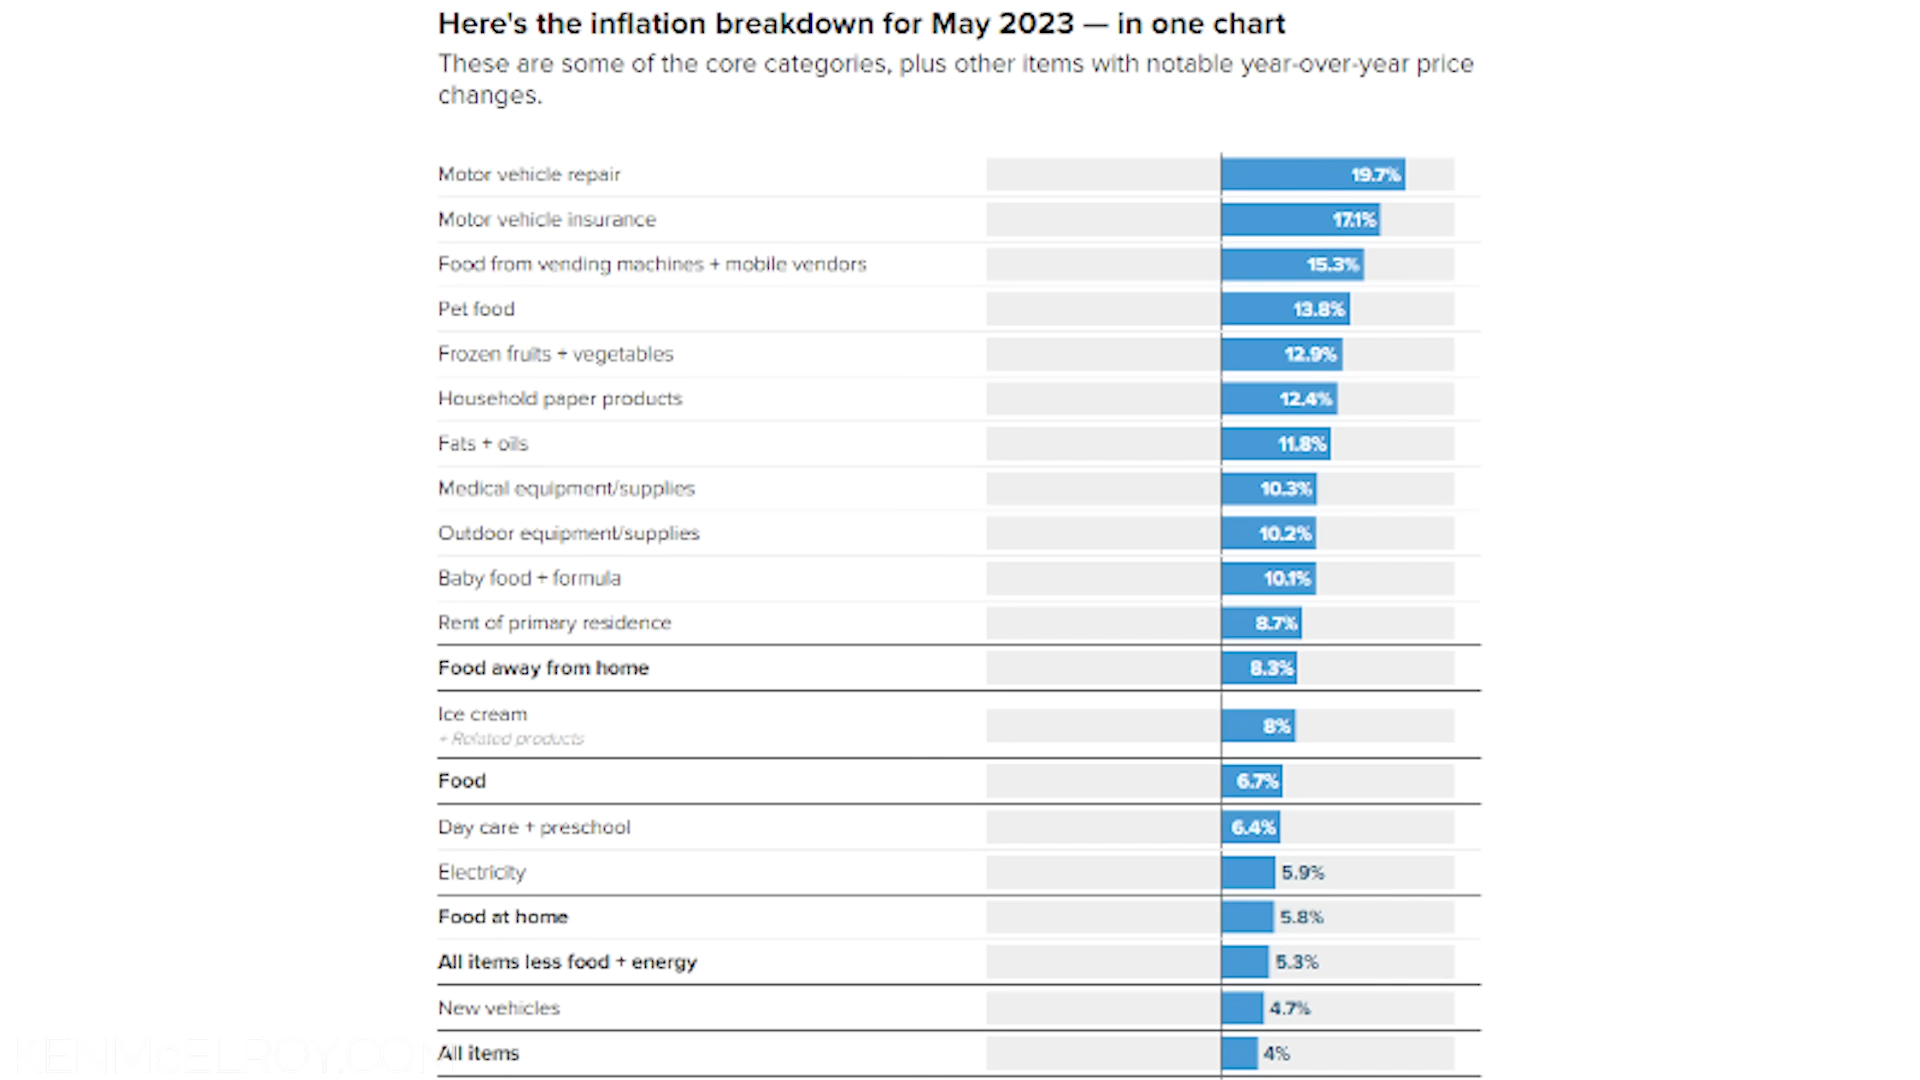 Here's the inflation breakdown for May 2023 — in one chart
These are some of the core categories, plus other items with notable year-over-year price
changes.
Motor vehicle repair 19.7%
Motor vehicle insurance 17.1%
Food from vending machines + mobile vendors 15.3%
Pet food 13.8%
Frozen fruits + vegetables 12.9%
Household paper products 12.4%
Fats + oils 11.8%
Medical equipment/supplies 10.3%
Outdoor equipment/supplies 10.2%
Baby food + formula 10.1%
Rent of primary residence 8.7%
Food away from home 8.3%
Ice cream 8%
+ Related products
Food 6.7%
Day care + preschool 6.4%
Electricity 5.9%
Food at home 5.8%
All items less food + energy 5.3%
New vehicles 4.7%
All items 4%
KENMcELROY.COM